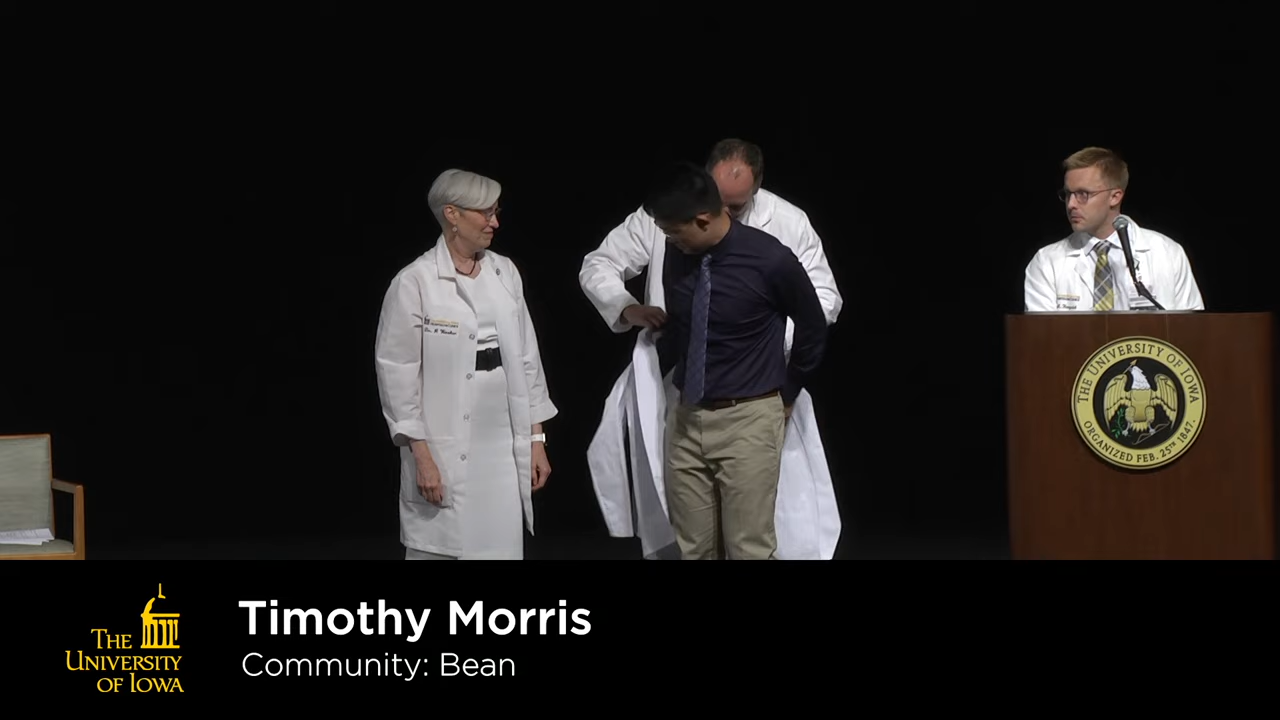 THE UNIVERSITY OF IOWA
ORGANIZED FEB. 25TH 1847.
THE
UNIVERSITY
OF IOWA
Timothy Morris
Community: Bean